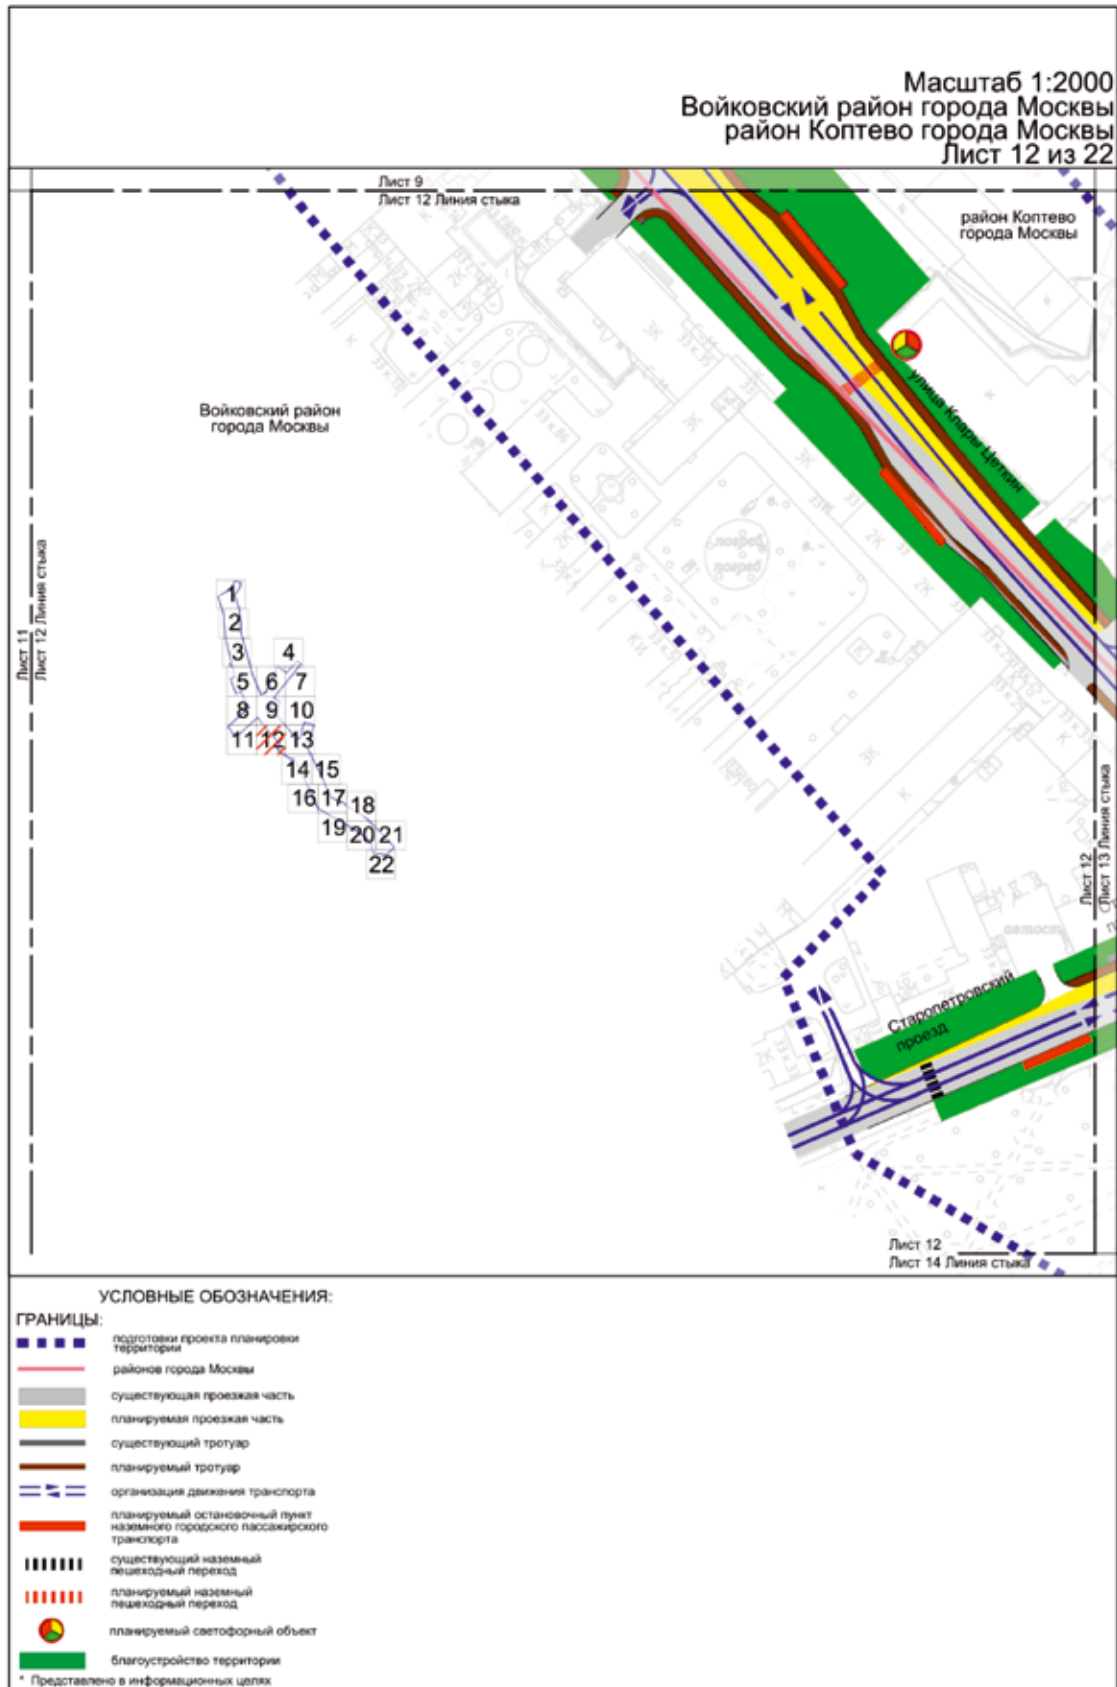 Масштаб 1:2000
Войковский район города Москвы
район Коптево города Москвы
Лист 12 из 22
Лист 9
Лист 12 Линия стыка
район Коптево
города Москвы
улица Клары Цеткин
Войковский район
города Москвы
погреб
погреб
Лист 11
Лист 12 Линия стыка
1
2
3
4
5
6
7
8
9
10
11
12
13
14
15
16
17
18
19
20
21
22
Лист 12
Лист 13 Линия стыка
автост
Старопетровский
проезд
Лист 12
Лист 14 Линия стыка
УСЛОВНЫЕ ОБОЗНАЧЕНИЯ:
ГРАНИЦЫ:
подготовки проекта планировки
территории
районов города Москвы
существующая проезжая часть
планируемая проезжая часть
существующий тротуар
планируемый тротуар
организация движения транспорта
планируемый остановочный пункт
наземного городского пассажирского
транспорта
существующий наземный
пешеходный переход
планируемый наземный
пешеходный переход
планируемый светофорный объект
благоустройство территории
* Представлено в информационных целях